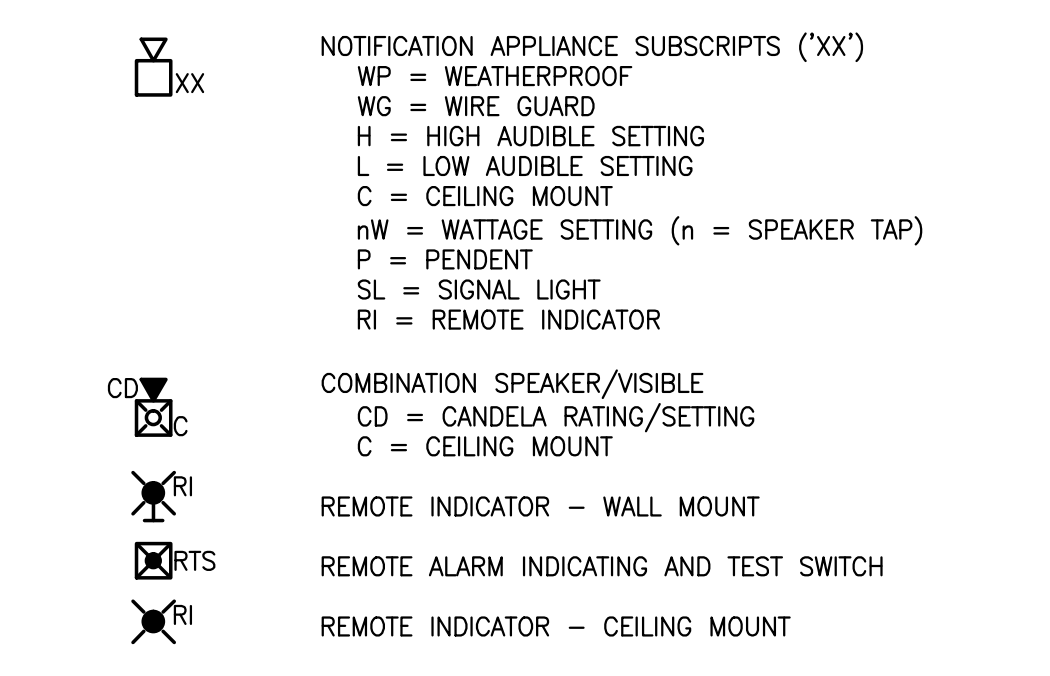 XX NOTIFICATION APPLIANCE SUBSCRIPTS ('XX')
WP = WEATHERPROOF
WG = WIRE GUARD
H = HIGH AUDIBLE SETTING
L = LOW AUDIBLE SETTING
C = CEILING MOUNT
nW = WATTAGE SETTING (n = SPEAKER TAP)
P = PENDENT
SL = SIGNAL LIGHT
RI = REMOTE INDICATOR
CD C COMBINATION SPEAKER/VISIBLE
CD = CANDELA RATING/SETTING
C = CEILING MOUNT
RI REMOTE INDICATOR – WALL MOUNT
RTS REMOTE ALARM INDICATING AND TEST SWITCH
RI REMOTE INDICATOR – CEILING MOUNT